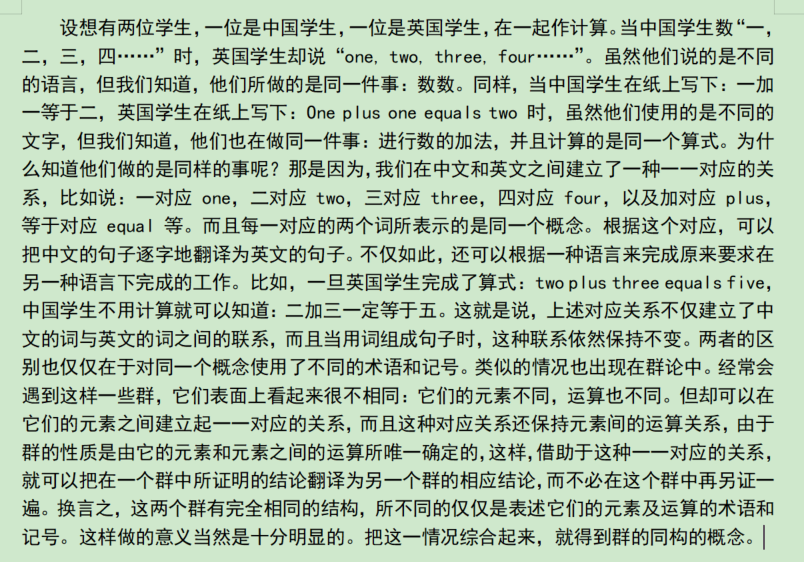 设想有两位学生，一位是中国学生，一位是英国学生，在一起作计算。当中国学生数“一，
二，三，四……”时，英国学生却说“one, two, three, four……”。虽然他们说的是不同
的语言，但我们知道，他们所做的是同一件事：数数。同样，当中国学生在纸上写下：一加
一等于二，英国学生在纸上写下：One plus one equals two 时，虽然他们使用的是不同的
文字，但我们知道，他们也在做同一件事：进行数的加法，并且计算的是同一个算式。为什
么知道他们做的是同样的事呢？那是因为，我们在中文和英文之间建立了一种一一对应的关
系，比如说：一对应 one，二对应 two，三对应 three，四对应 four，以及加对应 plus，
等于对应 equal 等。而且每一对应的两个词所表示的是同一个概念。根据这个对应，可以
把中文的句子逐字地翻译为英文的句子。不仅如此，还可以根据一种语言来完成原来要求在
另一种语言下完成的工作。比如，一旦英国学生完成了算式：two plus three equals five，
中国学生不用计算就可以知道：二加三一定等于五。这就是说，上述对应关系不仅建立了中
文的词与英文的词之间的联系，而且当用词组成句子时，这种联系依然保持不变。两者的区
别也仅仅在于对同一个概念使用了不同的术语和记号。类似的情况也出现在群论中。经常会
遇到这样一些群，它们表面上看起来很不相同：它们的元素不同，运算也不同。但却可以在
它们的元素之间建立起一一对应的关系，而且这种对应关系还保持元素间的运算关系，由于
群的性质是由它的元素和元素之间的运算所唯一确定的，这样，借助于这种一一对应的关系，
就可以把在一个群中所证明的结论翻译为另一个群的相应结论，而不必在这个群中再另证一
遍。换言之，这两个群有完全相同的结构，所不同的仅仅是表述它们的元素及运算的术语和
记号。这样做的意义当然是十分明显的。把这一情况综合起来，就得到群的同构的概念。